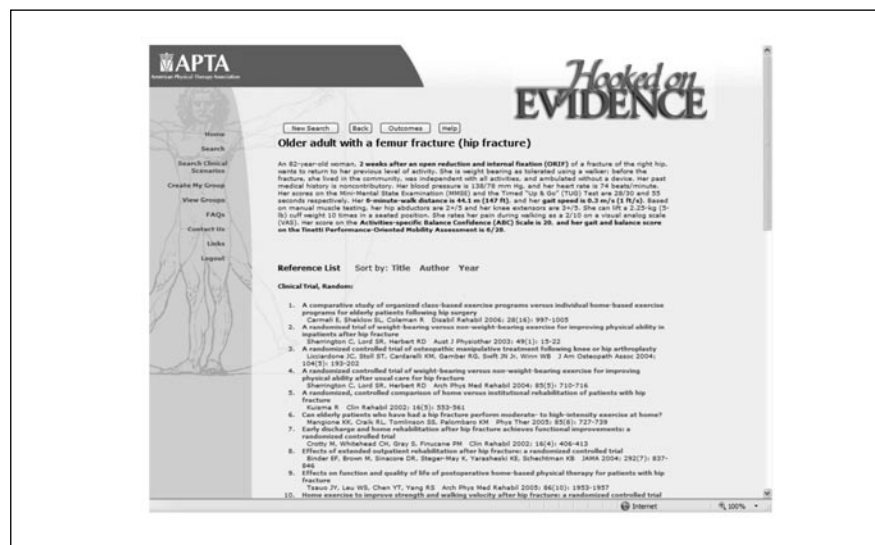 APTA
American Physical Therapy Association
Hooked on
EVIDENCE
Home
Search
Search Clinical
Scenarios
Create My Group
View Groups
FAQs
Contact Us
Links
Logout
New Search Back Outcomes Help
Older adult with a femur fracture (hip fracture)
An 82-year-old woman, 2 weeks after an open reduction and internal fixation (ORIF) of a fracture of the right hip,
wants to return to her previous level of activity. She is weight bearing as tolerated using a walker; before the
fracture, she lived in the community, was independent with all activities, and ambulated without a device. Her past
medical history is noncontributory. Her blood pressure is 138/78 mm Hg, and her heart rate is 74 beats/minute.
Her scores on the Mini-Mental State Examination (MMSE) and the Timed "Up & Go" (TUG) Test are 28/30 and 55
seconds respectively. Her 6-minute-walk distance is 44.1 m (147 ft), and her gait speed is 0.3 m/s (1 ft/s). Based
on manual muscle testing, her hip abductors are 2+/5 and her knee extensors are 3+/5. She can lift a 2.25-kg (5-
lb) cuff weight 10 times in a seated position. She rates her pain during walking as a 2/10 on a visual analog scale
(VAS). Her score on the Activities-specific Balance Confidence (ABC) Scale is 20, and her gait and balance score
on the Tinetti Performance-Oriented Mobility Assessment is 6/28.
Reference List Sort by: Title Author Year
Clinical Trial, Random:
1. A comparative study of organized class-based exercise programs versus individual home-based exercise
programs for elderly patients following hip surgery
Carmeli E, Sheklow SL, Coleman R Disabil Rehabil 2006; 28(16): 997-1005
2. A randomised trial of weight-bearing versus non-weight-bearing exercise for improving physical ability in
inpatients after hip fracture
Sherrington C, Lord SR, Herbert RD Aust J Physiother 2003; 49(1): 15-22
3. A randomized controlled trial of osteopathic manipulative treatment following knee or hip arthroplasty
Licciardone JC, Stoll ST, Cardarelli KM, Gamber RG, Swift JN Jr, Winn WB J Am Osteopath Assoc 2004;
104(5): 193-202
4. A randomized controlled trial of weight-bearing versus non-weight-bearing exercise for improving
physical ability after usual care for hip fracture
Sherrington C, Lord SR, Herbert RD Arch Phys Med Rehabil 2004; 85(5): 710-716
5. A randomized, controlled comparison of home versus institutional rehabilitation of patients with hip
fracture
Kuisma R Clin Rehabil 2002; 16(5): 553-561
6. Can elderly patients who have had a hip fracture perform moderate- to high-intensity exercise at home?
Mangione KK, Craik RL, Tomlinson SS, Palombaro KM Phys Ther 2005; 85(8): 727-739
7. Early discharge and home rehabilitation after hip fracture achieves functional improvements: a
randomized controlled trial
Crotty M, Whitehead CH, Gray S, Finucane PM Clin Rehabil 2002; 16(4): 406-413
8. Effects of extended outpatient rehabilitation after hip fracture: a randomized controlled trial
Binder EF, Brown M, Sinacore DR, Steger-May K, Yarasheski KE, Schechtman KB JAMA 2004; 292(7): 837-
846
9. Effects on function and quality of life of postoperative home-based physical therapy for patients with hip
fracture
Tsauo JY, Leu WS, Chen YT, Yang RS Arch Phys Med Rehabil 2005; 86(10): 1953-1957
10. Home exercise to improve strength and walking velocity after hip fracture: a randomized controlled trial
Internet 100%